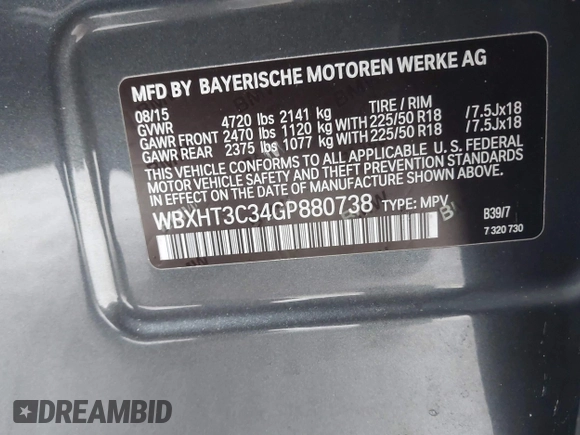 MFD BY BAYERISCHE MOTOREN WERKE AG
08/15 TIRE / RIM
GVWR 4720 lbs 2141 kg
GAWR FRONT 2470 lbs 1120 kg WITH 225/50 R18 /7.5Jx18
GAWR REAR 2375 lbs 1077 kg WITH 225/50 R18 /7.5Jx18
THIS VEHICLE CONFORMS TO ALL APPLICABLE U. S. FEDERAL
MOTOR VEHICLE SAFETY, BUMPER, AND THEFT PREVENTION
STANDARDS IN EFFECT ON THE DATE OF MANUFACTURE SHOWN ABOVE.
WBXHT3C34GP880738 TYPE: MPV
B39/7
7 320 730
DREAMBID